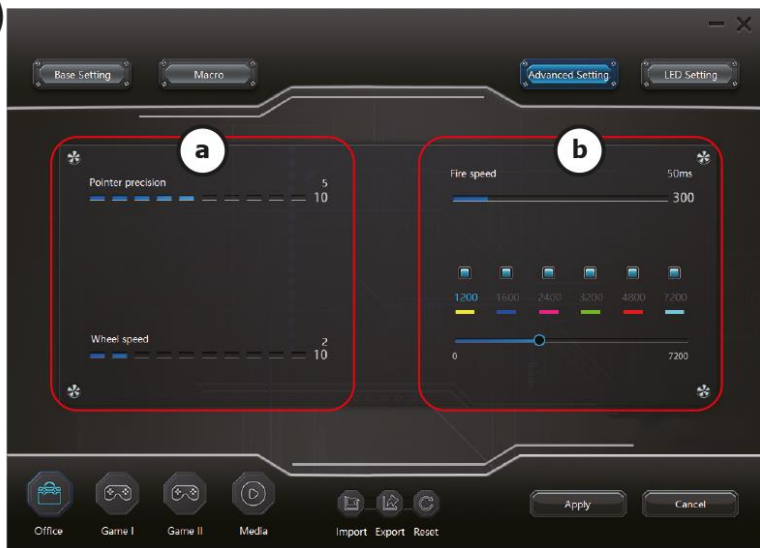 Base Setting
Macro
Advanced Setting
LED Setting
a
Pointer precision
5
10
Wheel speed
2
10
b
Fire speed
50ms
300
1200 1600 2400 3200 4800 7200
0
7200
Office
Game I
Game II
Media
Import Export Reset
Apply
Cancel